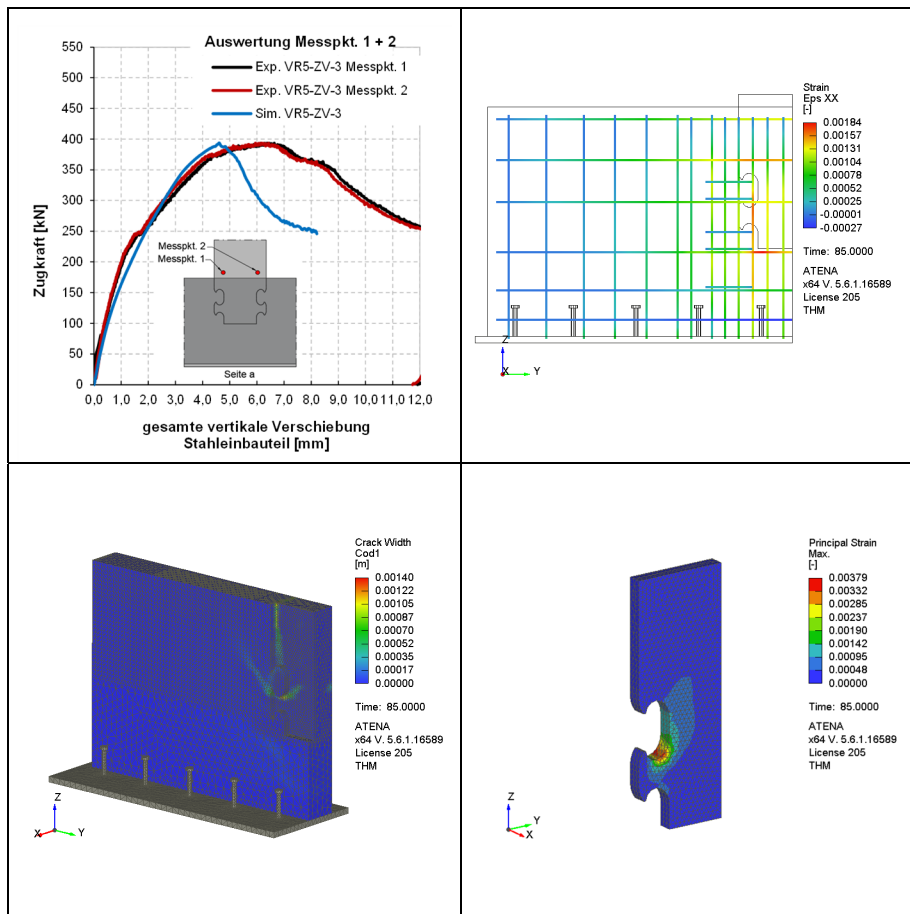 Auswertung Messpkt. 1 + 2
Exp. VR5-ZV-3 Messpkt. 1
Exp. VR5-ZV-3 Messpkt. 2
Sim. VR5-ZV-3
550
500
450
400
350
300
250
200
150
100
50
0
Zugkraft [kN]
Messpkt. 2
Messpkt. 1
Seite a
0,0 1,0 2,0 3,0 4,0 5,0 6,0 7,0 8,0 9,0 10,0 11,0 12,0
gesamte vertikale Verschiebung
Stahleinbauteil [mm]
Strain
Eps XX
[-]
0.00184
0.00157
0.00131
0.00104
0.00078
0.00052
0.00025
-0.00001
-0.00027
Time: 85.0000
ATENA
x64 V. 5.6.1.16589
License 205
THM
Z
X
Y
Crack Width
Cod1
[m]
0.00140
0.00122
0.00105
0.00087
0.00070
0.00052
0.00035
0.00017
0.00000
Time: 85.0000
ATENA
x64 V. 5.6.1.16589
License 205
THM
Z
X
Y
Principal Strain
Max.
[-]
0.00379
0.00332
0.00285
0.00237
0.00190
0.00142
0.00095
0.00048
0.00000
Time: 85.0000
ATENA
x64 V. 5.6.1.16589
License 205
THM
Z
Y
X